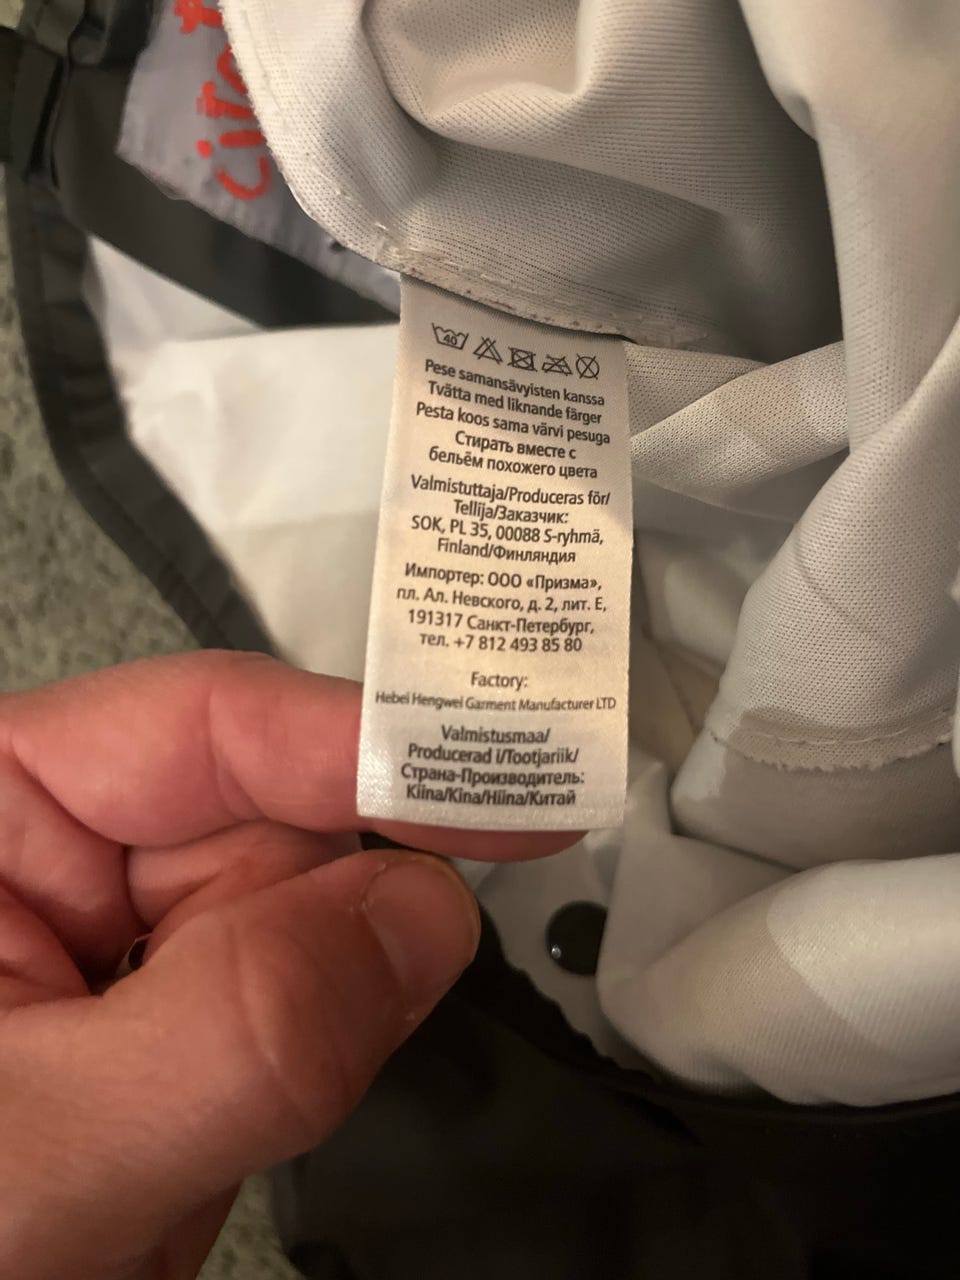 40
Pese samansävyisten kanssa
Tvätta med liknande färger
Pesta koos sama värvi pesuga
Стирать вместе с
бельём похожего цвета
Valmistuttaja/Produceras för/
Tellija/Заказчик:
SOK, PL 35, 00088 S-ryhmä,
Finland/Финляндия
Импортер: ООО «Призма»,
пл. Ал. Невского, д. 2, лит. Е,
191317 Санкт-Петербург,
тел. +7 812 493 85 80
Factory:
Hebei Hengwei Garment Manufacturer LTD
Valmistusmaa/
Producerad i/Tootjariik/
Страна-Производитель:
Kiina/Kina/Hiina/Китай